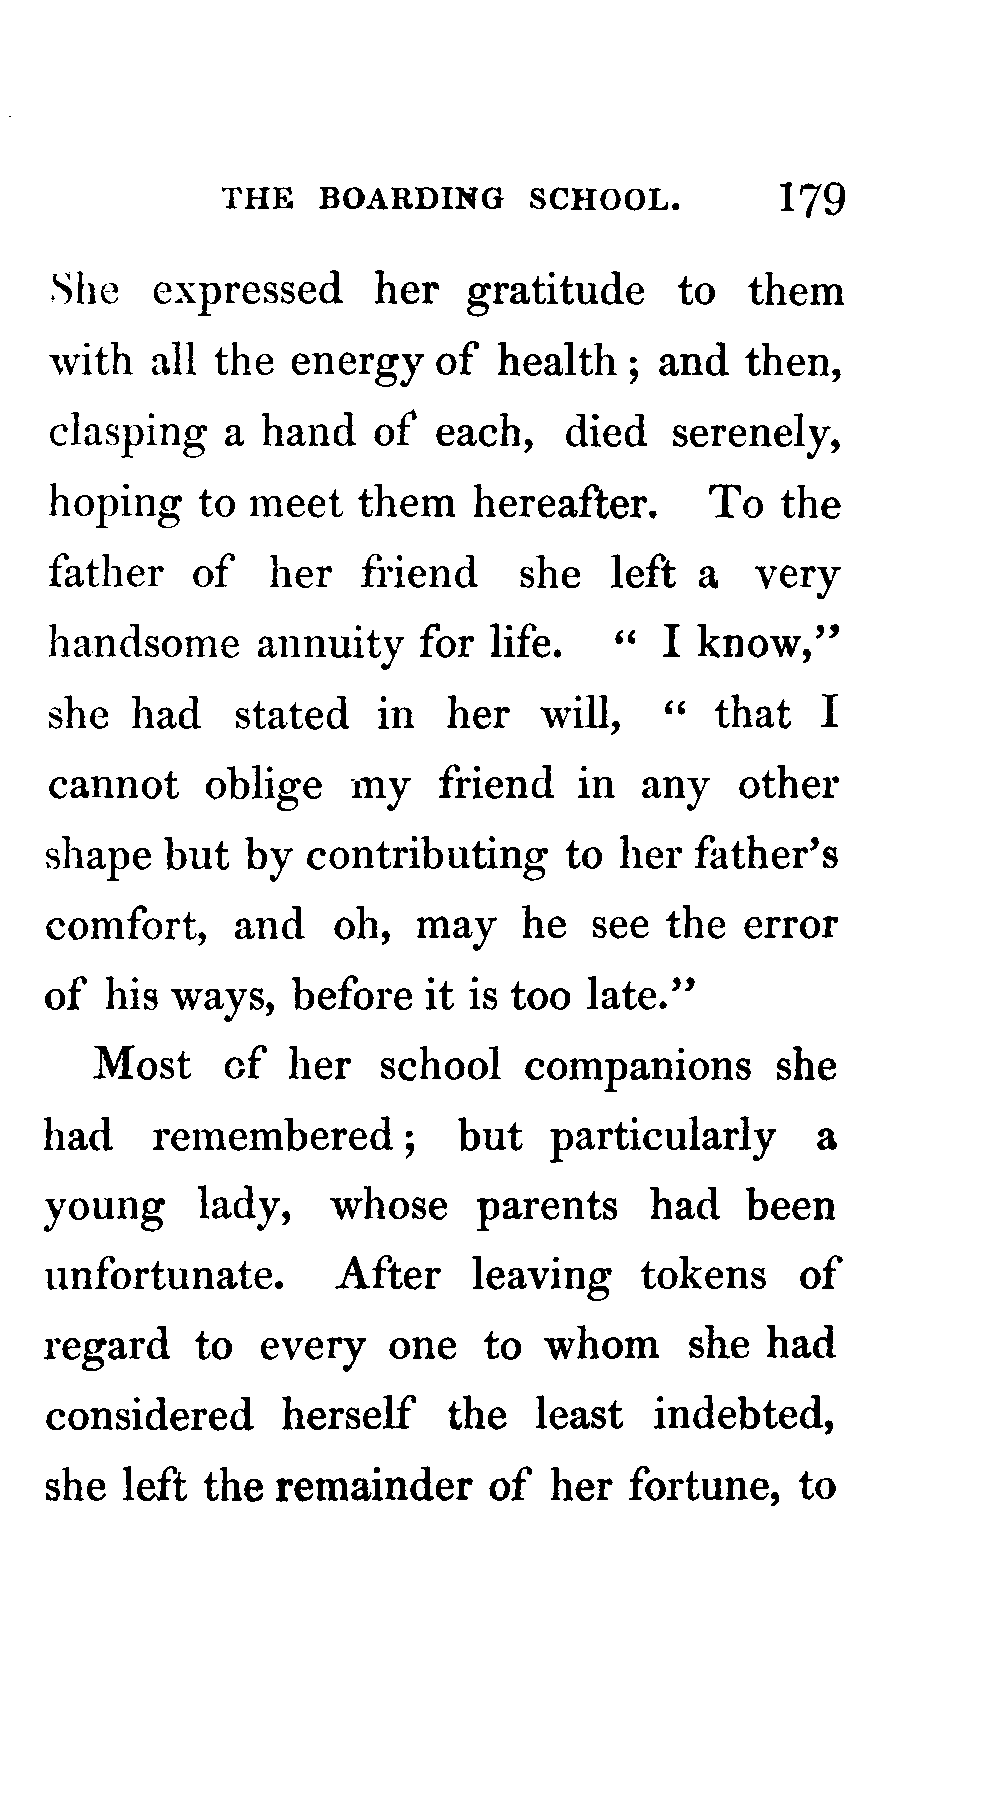 THE BOARDING SCHOOL. 179
She expressed her gratitude to them
with all the energy of health ; and then,
clasping a hand of each, died serenely,
hoping to meet them hereafter. To the
father of her friend she left a very
handsome annuity for life. “ I know,”
she had stated in her will, “ that I
cannot oblige my friend in any other
shape but by contributing to her father’s
comfort, and oh, may he see the error
of his ways, before it is too late.”
Most of her school companions she
had remembered ; but particularly a
young lady, whose parents had been
unfortunate. After leaving tokens of
regard to every one to whom she had
considered herself the least indebted,
she left the remainder of her fortune, to